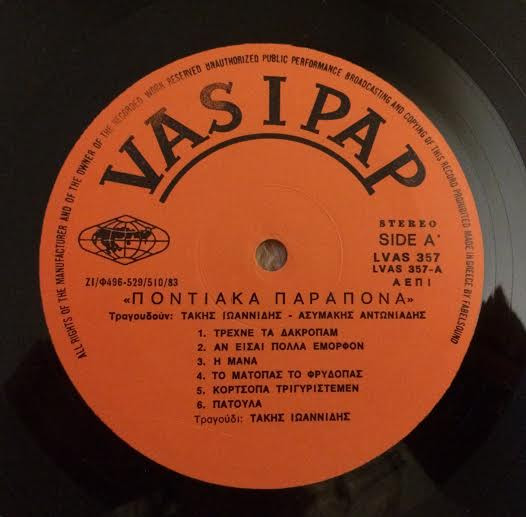 ALL RIGHTS OF THE MANUFACTURER AND OF THE OWNER OF THE RECORDED WORK RESERVED UNAUTHORIZED PUBLIC PERFORMANCE BROADCASTING AND COPYING OF THIS RECORD PROHIBITED MADE IN GREECE BY FABELSOUND
VASIPAP
STEREO
SIDE A'
LVAS 357
LVAS 357-A
ΑΕΠΙ
ΖΙ/Φ496-529/510/83
«ΠΟΝΤΙΑΚΑ ΠΑΡΑΠΟΝΑ»
Τραγουδούν: ΤΑΚΗΣ ΙΩΑΝΝΙΔΗΣ - ΑΣΥΜΑΚΗΣ ΑΝΤΩΝΙΑΔΗΣ
1. ΤΡΕΧΝΕ ΤΑ ΔΑΚΡΟΠΑΜ
2. ΑΝ ΕΙΣΑΙ ΠΟΛΛΑ ΕΜΟΡΦΟΝ
3. Η ΜΑΝΑ
4. ΤΟ ΜΑΤΟΠΑΣ ΤΟ ΦΡΥΔΟΠΑΣ
5. ΚΟΡΤΣΟΠΑ ΤΡΙΓΥΡΙΣΤΕΜΕΝ
6. ΠΑΤΟΥΛΑ
Τραγούδι: ΤΑΚΗΣ ΙΩΑΝΝΙΔΗΣ